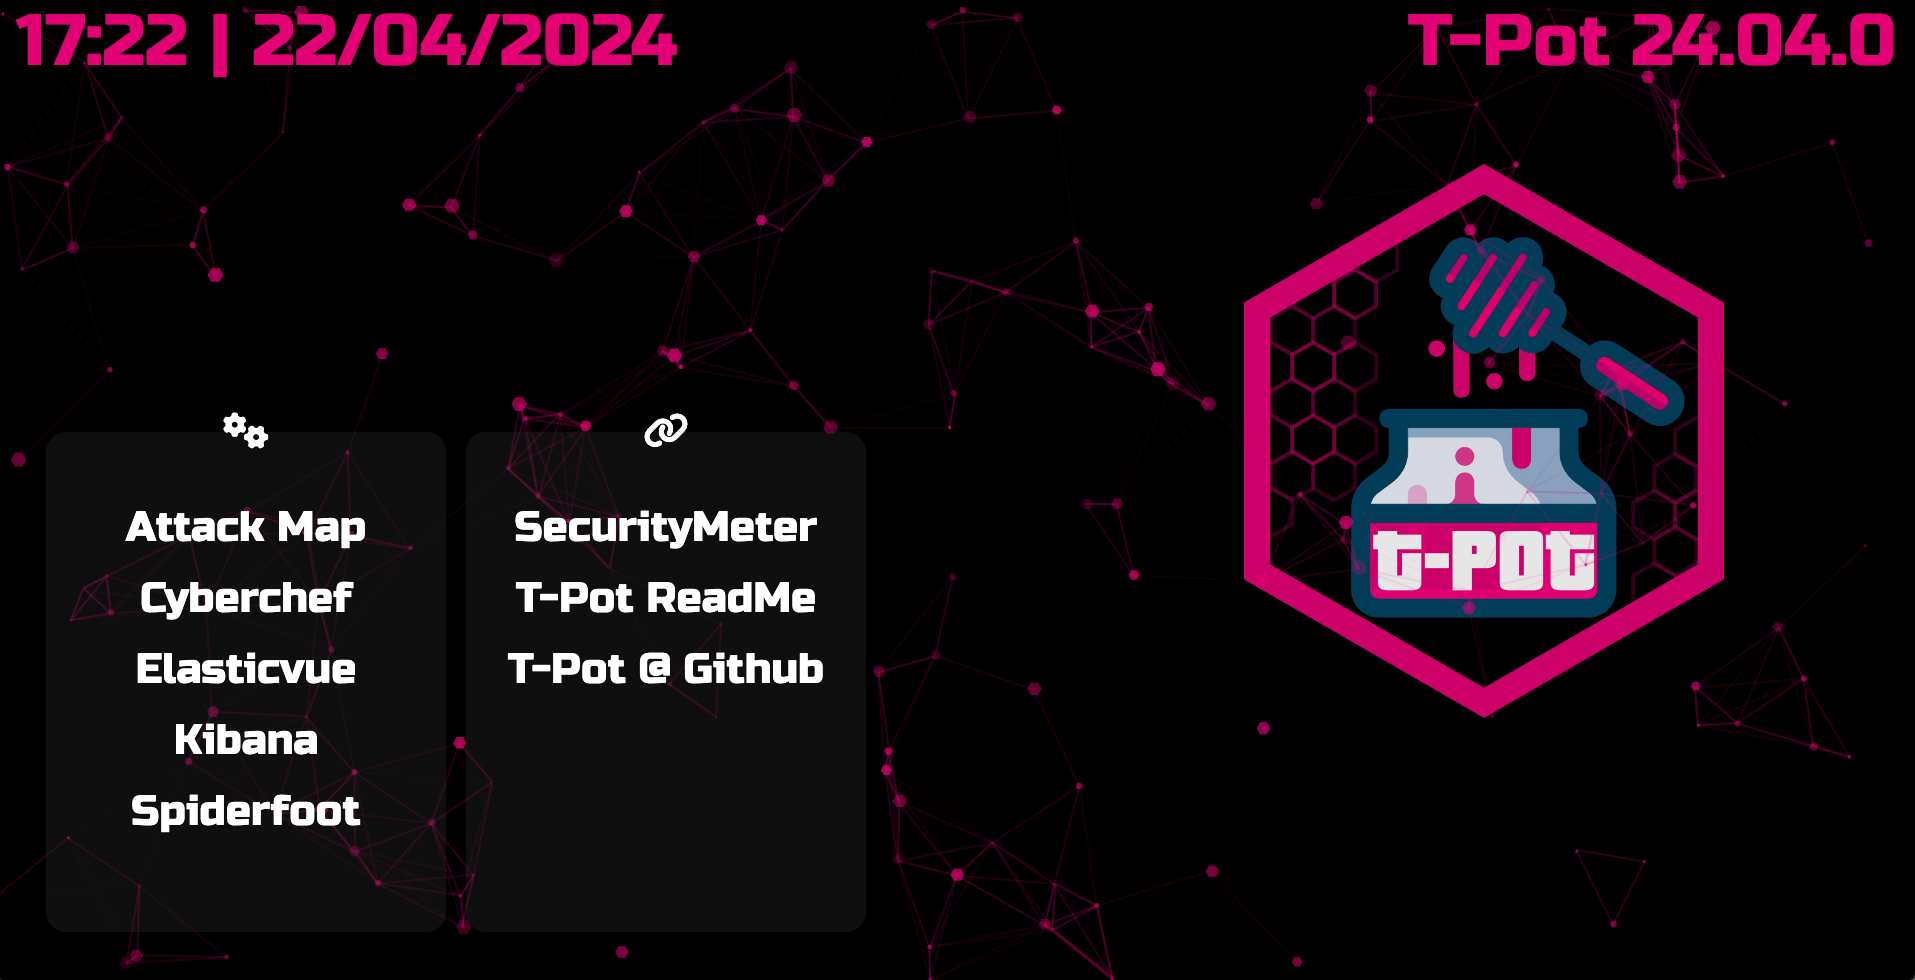 17:22 | 22/04/2024
T-Pot 24.04.0
Attack Map
Cyberchef
Elasticvue
Kibana
Spiderfoot
SecurityMeter
T-Pot ReadMe
T-Pot @ Github
t-pot